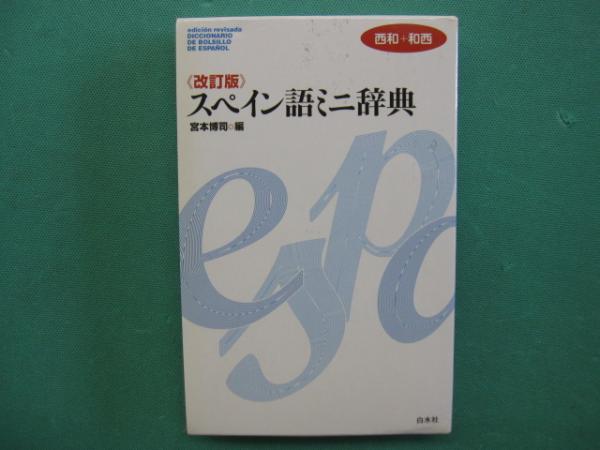 edición revisada
DICCIONARIO
DE BOLSILLO
DE ESPAÑOL
西和+和西
《改訂版》
スペイン語ミニ辞典
宮本博司◇編
espa
白水社